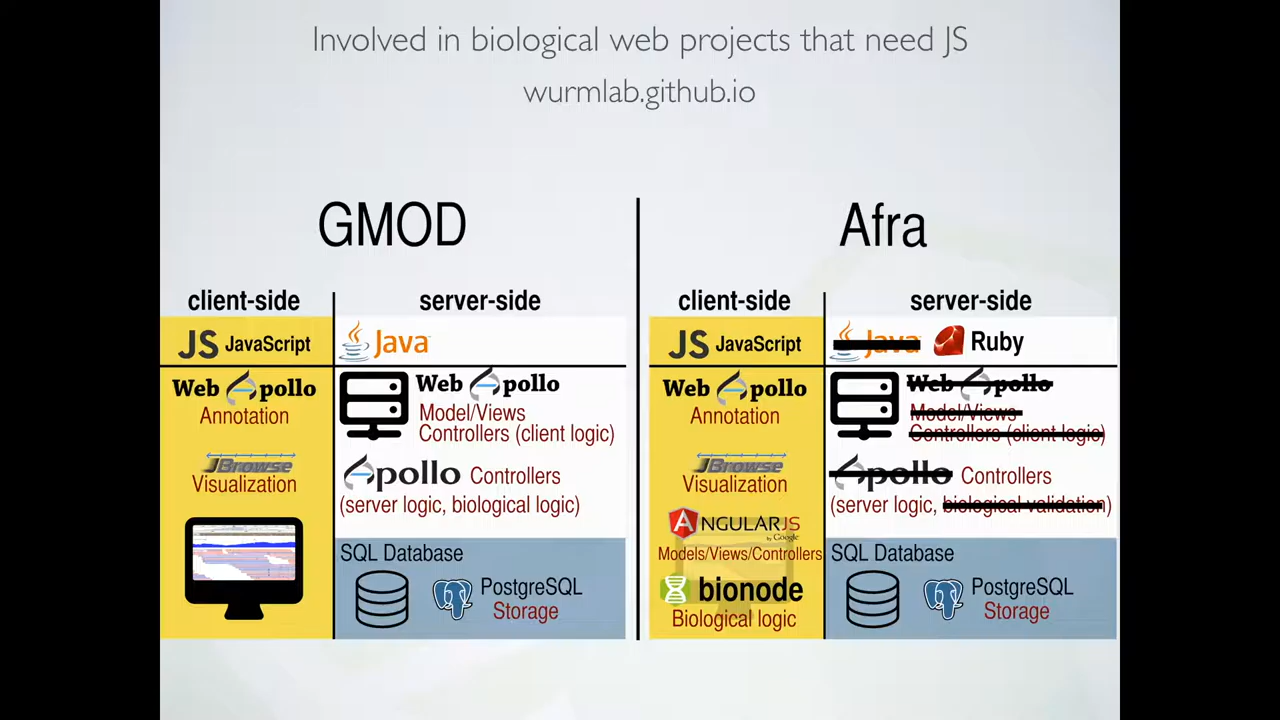 Involved in biological web projects that need JS
wurmlab.github.io
GMOD
client-side
server-side
JS JavaScript
Java
Web Apollo
Annotation
JBrowse
Visualization
Web Apollo
Model/Views
Controllers (client logic)
Apollo Controllers
(server logic, biological logic)
SQL Database
PostgreSQL
Storage
Afra
client-side
server-side
JS JavaScript
Java
Ruby
Web Apollo
Annotation
JBrowse
Visualization
ANGULARJS
by Google
Models/Views/Controllers
bionode
Biological logic
Web Apollo
Model/Views
Controllers (client logic)
Apollo Controllers
(server logic, biological validation)
SQL Database
PostgreSQL
Storage